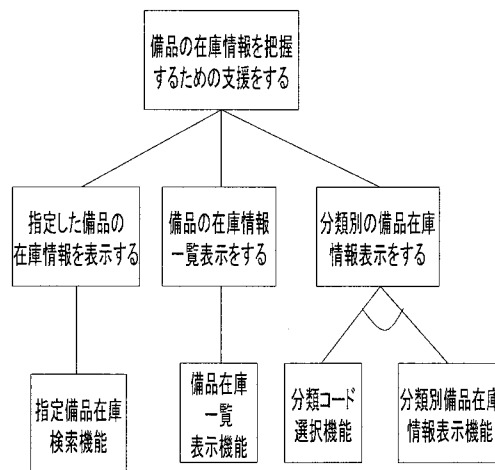 備品の在庫情報を把握
するための支援をする
指定した備品の
在庫情報を表示する
備品の在庫情報
一覧表示をする
分類別の備品在庫
情報表示をする
指定備品在庫
検索機能
備品在庫
一覧
表示機能
分類コード
選択機能
分類別備品在庫
情報表示機能